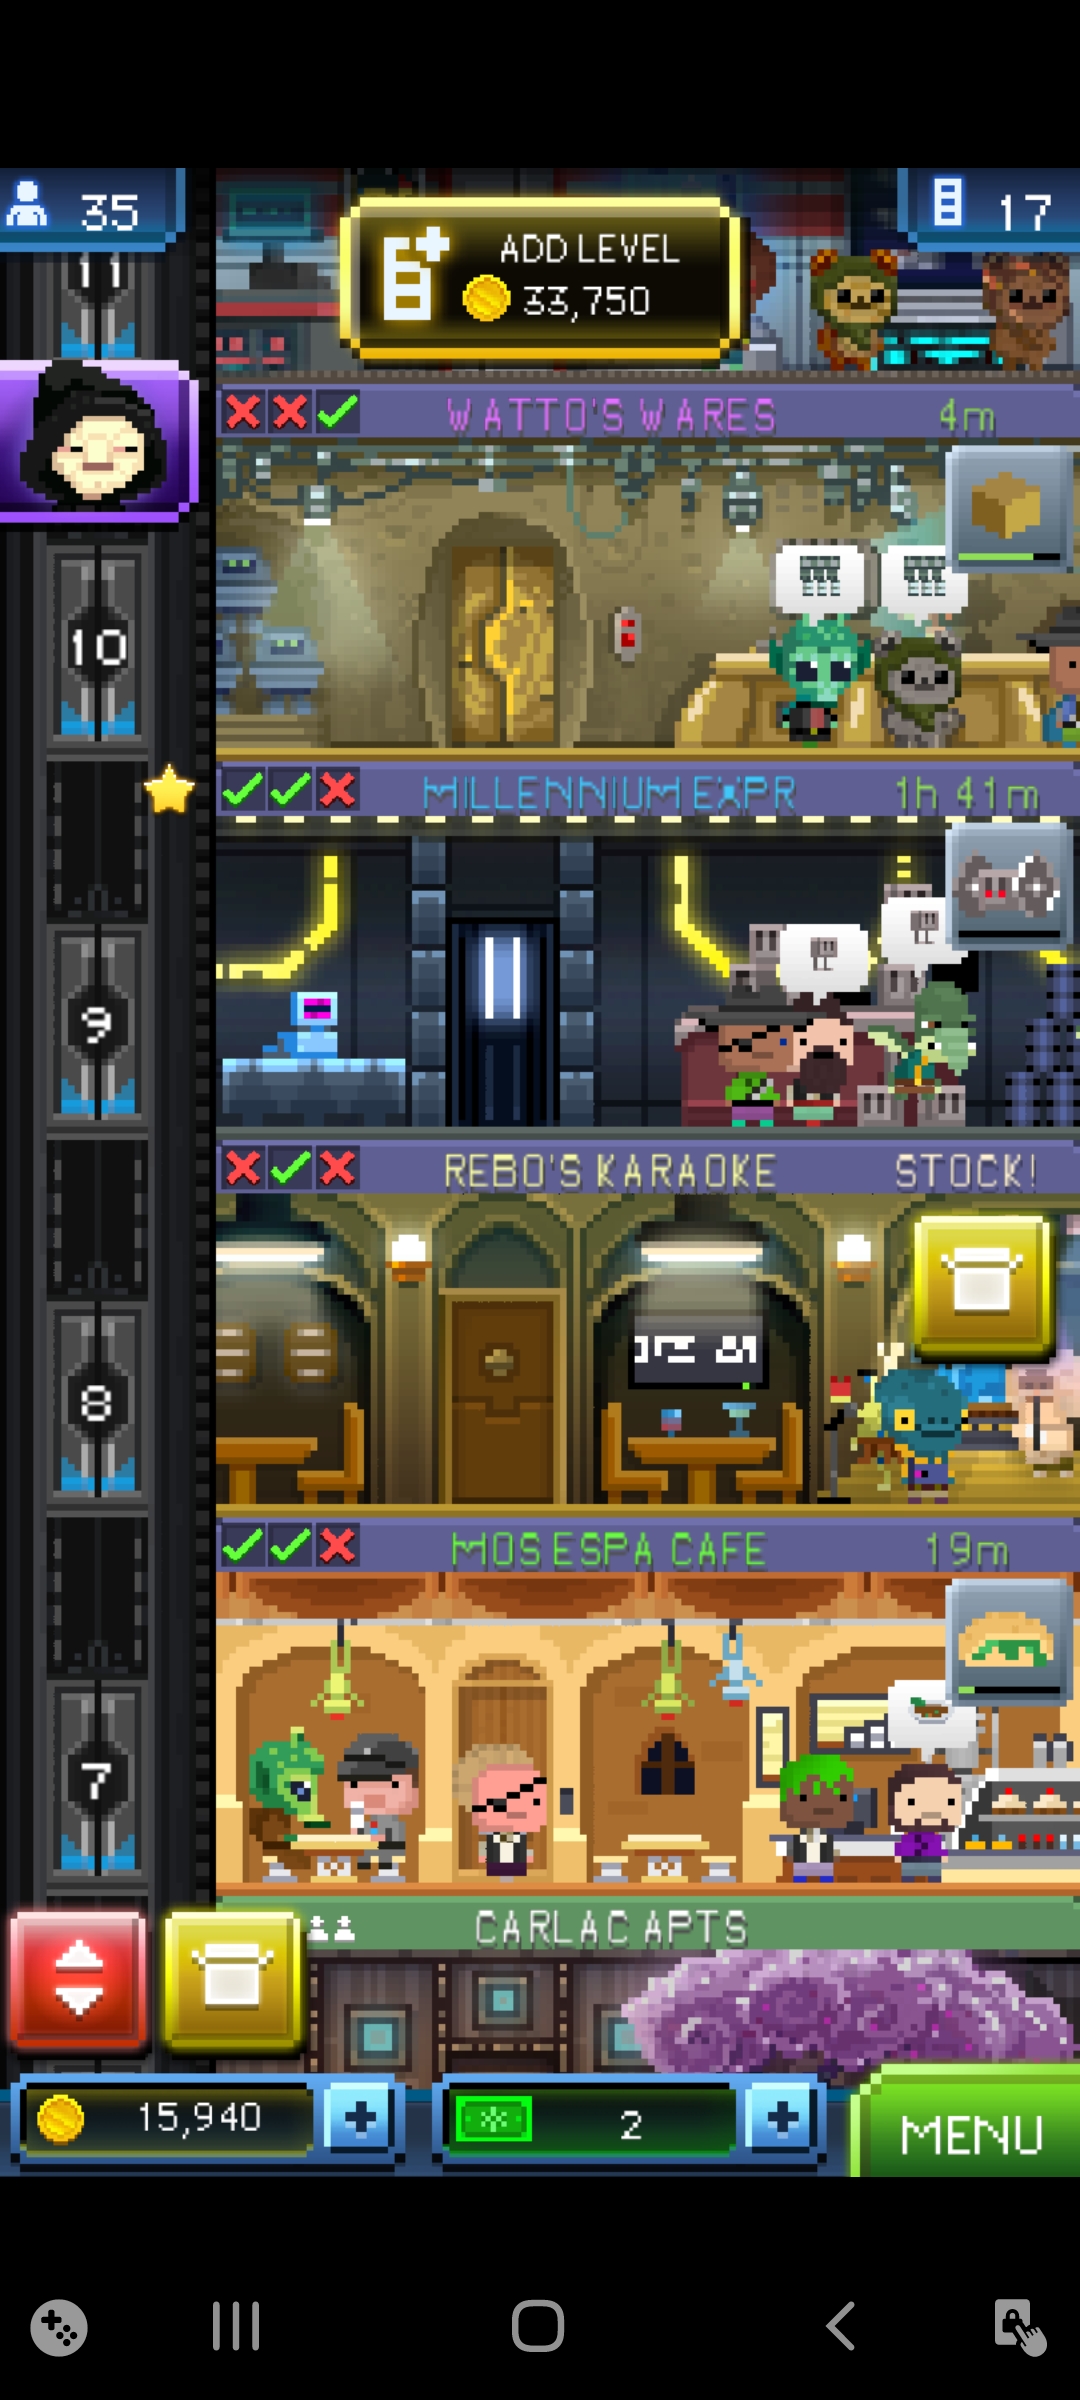 35
17
ADD LEVEL
33,750
11
WATTO'S WARES 4m
10
MILLENNIUM EXPR 1h 41m
9
REBO'S KARAOKE STOCK!
8
MOS ESPA CAFE 19m
7
CARLAC APTS
15,940
2
MENU